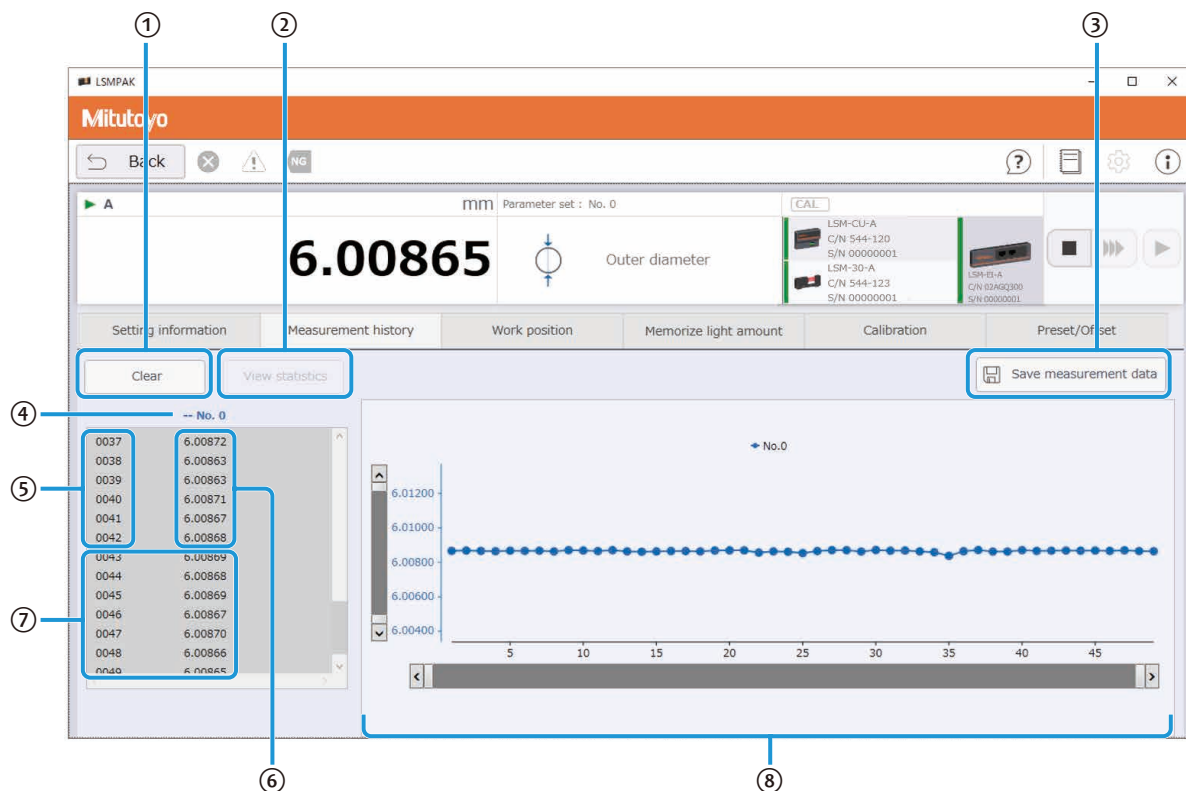 ① ② ③
LSMPAK
Mitutoyo
Back NG
A mm Parameter set : No. 0 CAL
6.00865 Outer diameter
LSM-CU-A
C/N 544-120
S/N 00000001
LSM-30-A
C/N 544-123
S/N 00000001
LSM-EI-A
C/N 02AGQ300
S/N 00000001
Setting information Measurement history Work position Memorize light amount Calibration Preset/Offset
Clear View statistics Save measurement data
④ -- No. 0
0037 6.00872
0038 6.00863
⑤ 0039 6.00863
0040 6.00871
0041 6.00867
0042 6.00868
0043 6.00869
0044 6.00868
0045 6.00869
⑦ 0046 6.00867
0047 6.00870
0048 6.00866
0049 6.00865
No.0
6.01200
6.01000
6.00800
6.00600
6.00400
5 10 15 20 25 30 35 40 45
⑥ ⑧